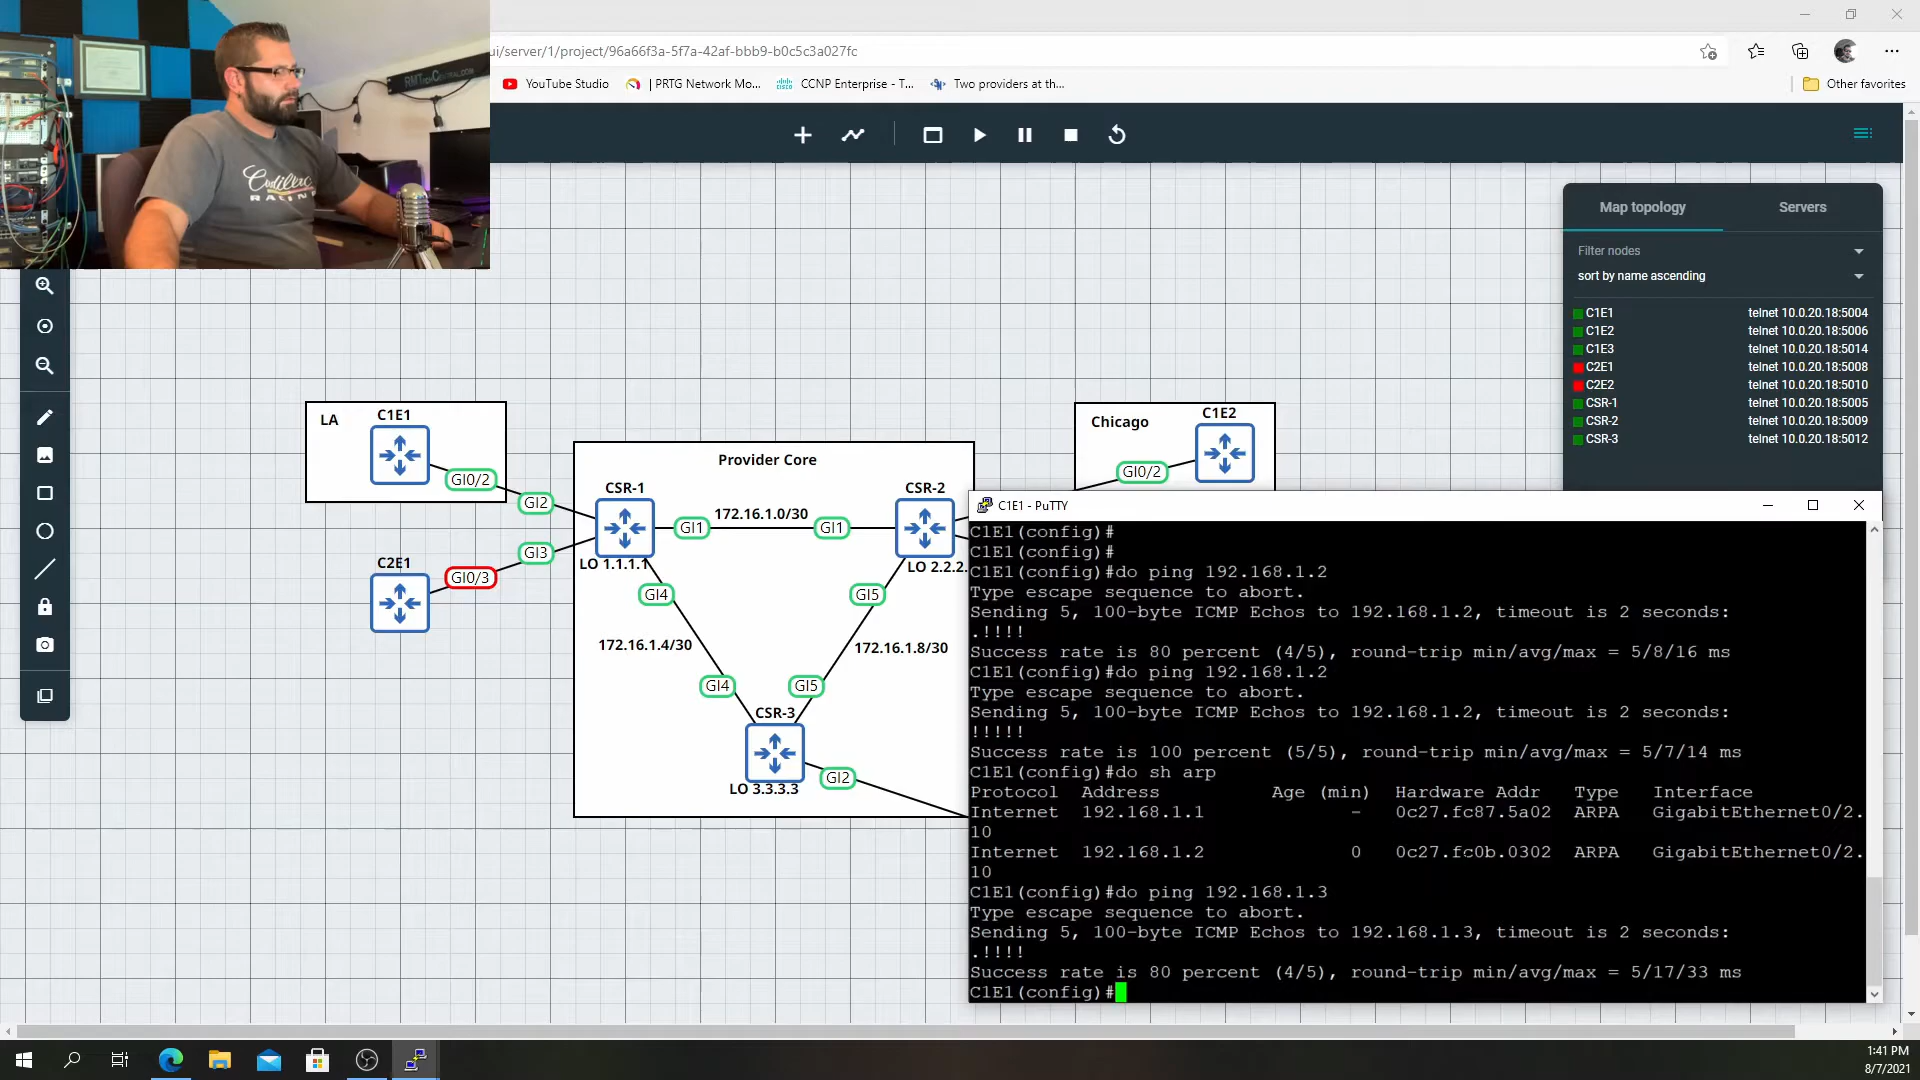 RMTECHCENTRAL.COM
Cadillac
RACING
ui/server/1/project/96a66f3a-5f7a-42af-bbb9-b0c5c3a027fc
YouTube Studio
| PRTG Network Mo...
CCNP Enterprise - T...
Two providers at th...
Other favorites
Map topology
Servers
Filter nodes
sort by name ascending
C1E1 telnet 10.0.20.18:5004
C1E2 telnet 10.0.20.18:5006
C1E3 telnet 10.0.20.18:5014
C2E1 telnet 10.0.20.18:5008
C2E2 telnet 10.0.20.18:5010
CSR-1 telnet 10.0.20.18:5005
CSR-2 telnet 10.0.20.18:5009
CSR-3 telnet 10.0.20.18:5012
LA
C1E1
GI0/2
GI2
C2E1
GI0/3
GI3
Provider Core
CSR-1
LO 1.1.1.1
GI1
172.16.1.0/30
GI1
CSR-2
LO 2.2.2.
GI4
GI5
172.16.1.4/30
172.16.1.8/30
GI4
GI5
CSR-3
LO 3.3.3.3
GI2
Chicago
C1E2
GI0/2
C1E1 - PuTTY
C1E1(config)#
C1E1(config)#
C1E1(config)#do ping 192.168.1.2
Type escape sequence to abort.
Sending 5, 100-byte ICMP Echos to 192.168.1.2, timeout is 2 seconds:
.!!!!
Success rate is 80 percent (4/5), round-trip min/avg/max = 5/8/16 ms
C1E1(config)#do ping 192.168.1.2
Type escape sequence to abort.
Sending 5, 100-byte ICMP Echos to 192.168.1.2, timeout is 2 seconds:
!!!!!
Success rate is 100 percent (5/5), round-trip min/avg/max = 5/7/14 ms
C1E1(config)#do sh arp
Protocol Address Age (min) Hardware Addr Type Interface
Internet 192.168.1.1 - 0c27.fc87.5a02 ARPA GigabitEthernet0/2.
10
Internet 192.168.1.2 0 0c27.fc0b.0302 ARPA GigabitEthernet0/2.
10
C1E1(config)#do ping 192.168.1.3
Type escape sequence to abort.
Sending 5, 100-byte ICMP Echos to 192.168.1.3, timeout is 2 seconds:
.!!!!
Success rate is 80 percent (4/5), round-trip min/avg/max = 5/17/33 ms
C1E1(config)#
1:41 PM
8/7/2021